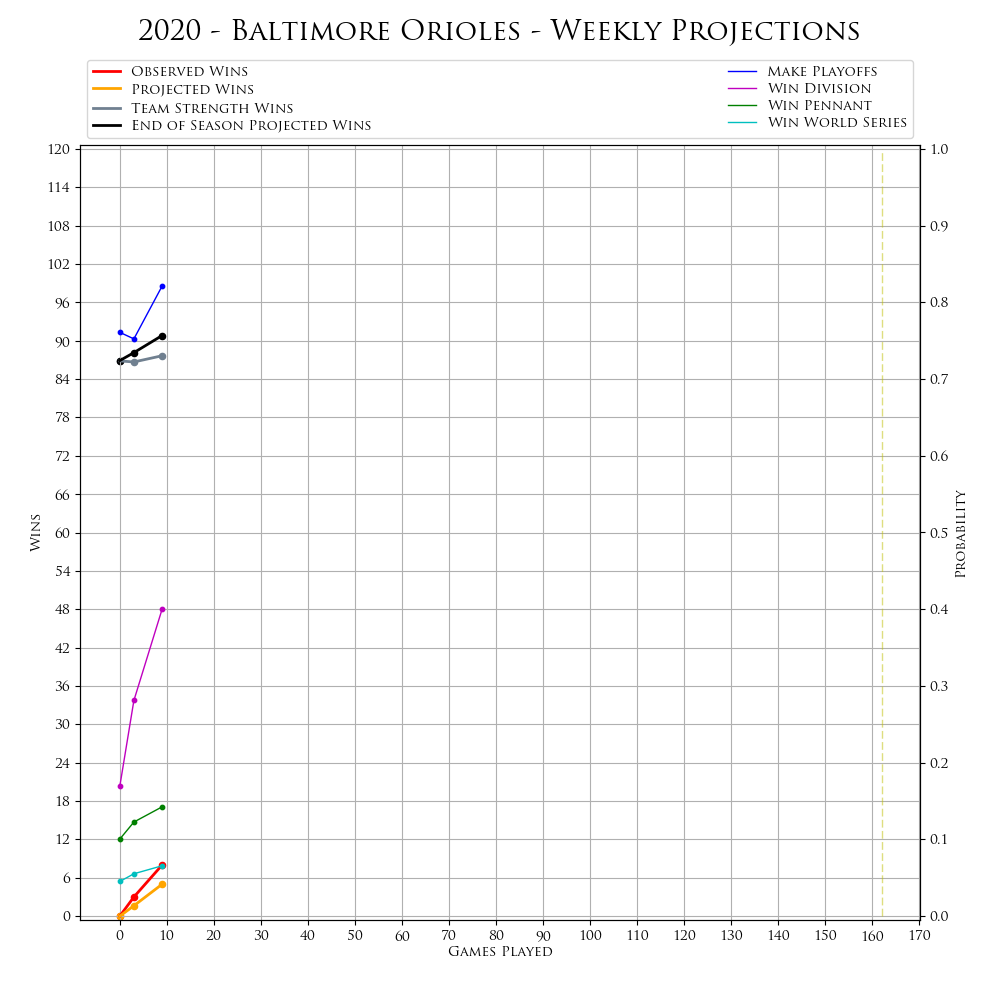 2020 - Baltimore Orioles - Weekly Projections
Observed Wins
Projected Wins
Team Strength Wins
End of Season Projected Wins
Make Playoffs
Win Division
Win Pennant
Win World Series
120
114
108
102
96
90
84
78
72
66
60
54
48
42
36
30
24
18
12
6
0
Wins
1.0
0.9
0.8
0.7
0.6
0.5
0.4
0.3
0.2
0.1
0.0
Probability
0 10 20 30 40 50 60 70 80 90 100 110 120 130 140 150 160 170
Games Played